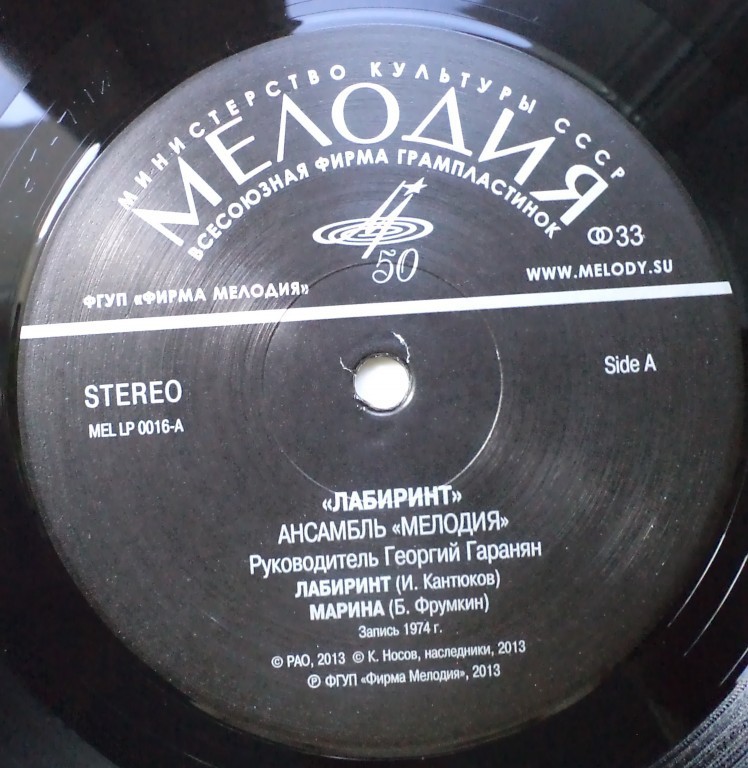 МИНИСТЕРСТВО КУЛЬТУРЫ СССР
МЕЛОДИЯ
ВСЕСОЮЗНАЯ ФИРМА ГРАМПЛАСТИНОК
50
33
WWW.MELODY.SU
ФГУП «ФИРМА МЕЛОДИЯ»
STEREO
MEL LP 0016-A
Side A
«ЛАБИРИНТ»
АНСАМБЛЬ «МЕЛОДИЯ»
Руководитель Георгий Гаранян
ЛАБИРИНТ (И. Кантюков)
МАРИНА (Б. Фрумкин)
Запись 1974 г.
© РАО, 2013 © К. Носов, наследники, 2013
℗ ФГУП «Фирма Мелодия», 2013